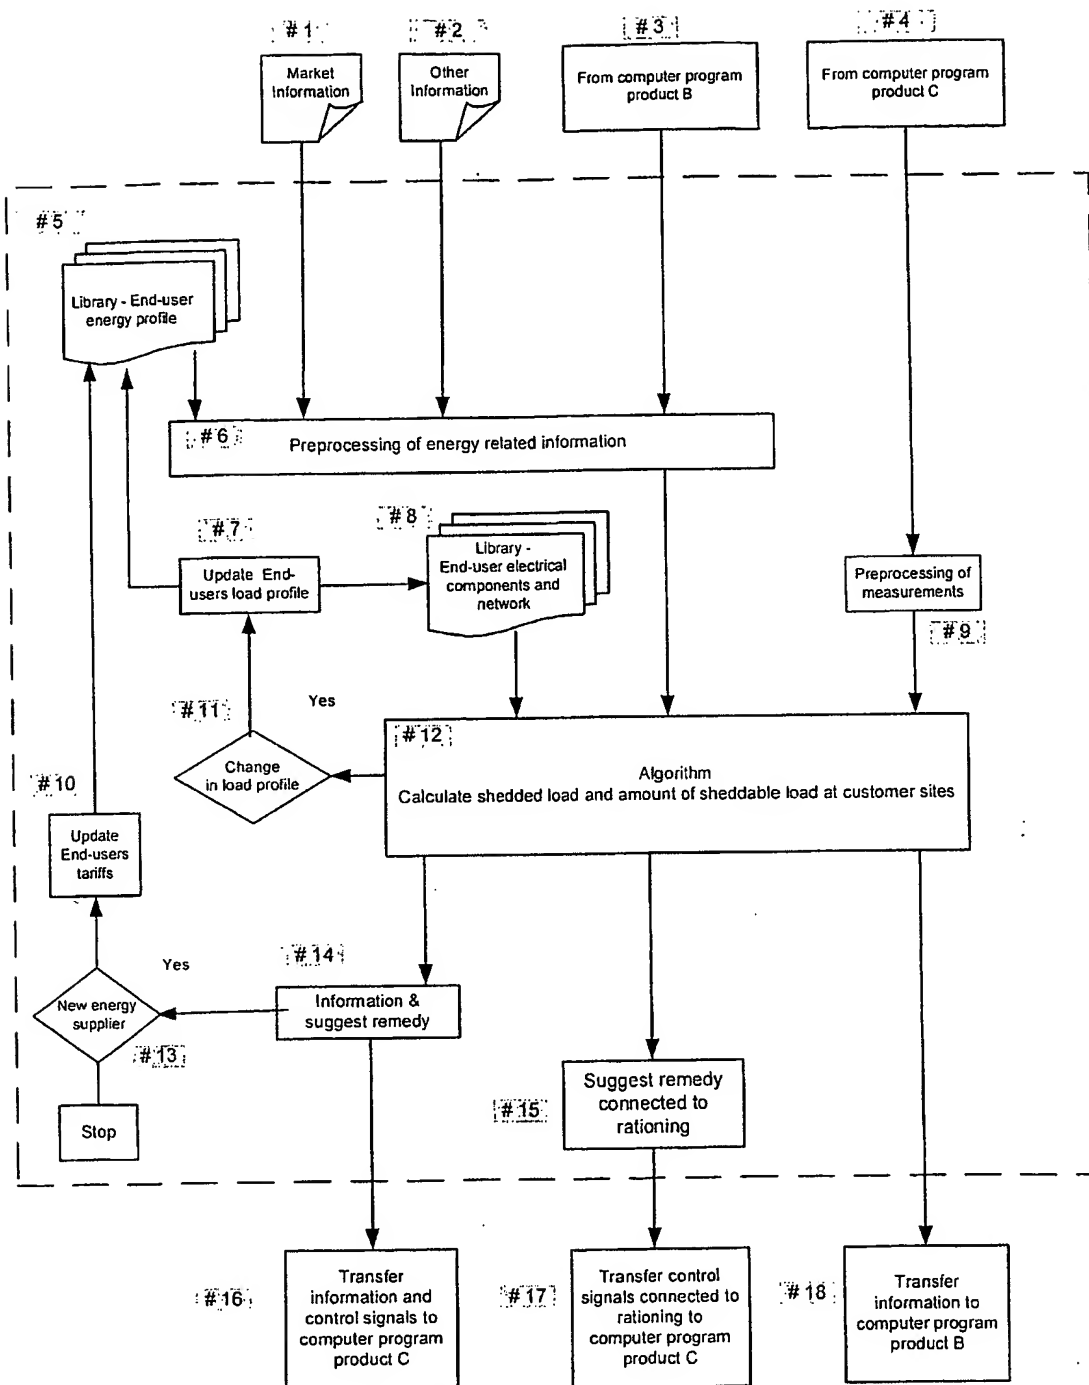 # 1
# 2
# 3
# 4
Market
Information
Other
Information
From computer program
product B
From computer program
product C
# 5
Library - End-user
energy profile
# 6
Preprocessing of energy related information
# 7
# 8
Update End-
users load profile
Library -
End-user electrical
components and
network
Preprocessing of
measurements
# 9
# 11
Yes
# 12
Change
in load profile
Algorithm
Calculate shedded load and amount of sheddable load at customer sites
# 10
Update
End-users
tariffs
Yes
# 14
New energy
supplier
Information &
suggest remedy
# 13
Stop
# 15
Suggest remedy
connected to
rationing
# 16
Transfer
information and
control signals to
computer program
product C
# 17
Transfer control
signals connected to
rationing to
computer program
product C
# 18
Transfer
information to
computer program
product B